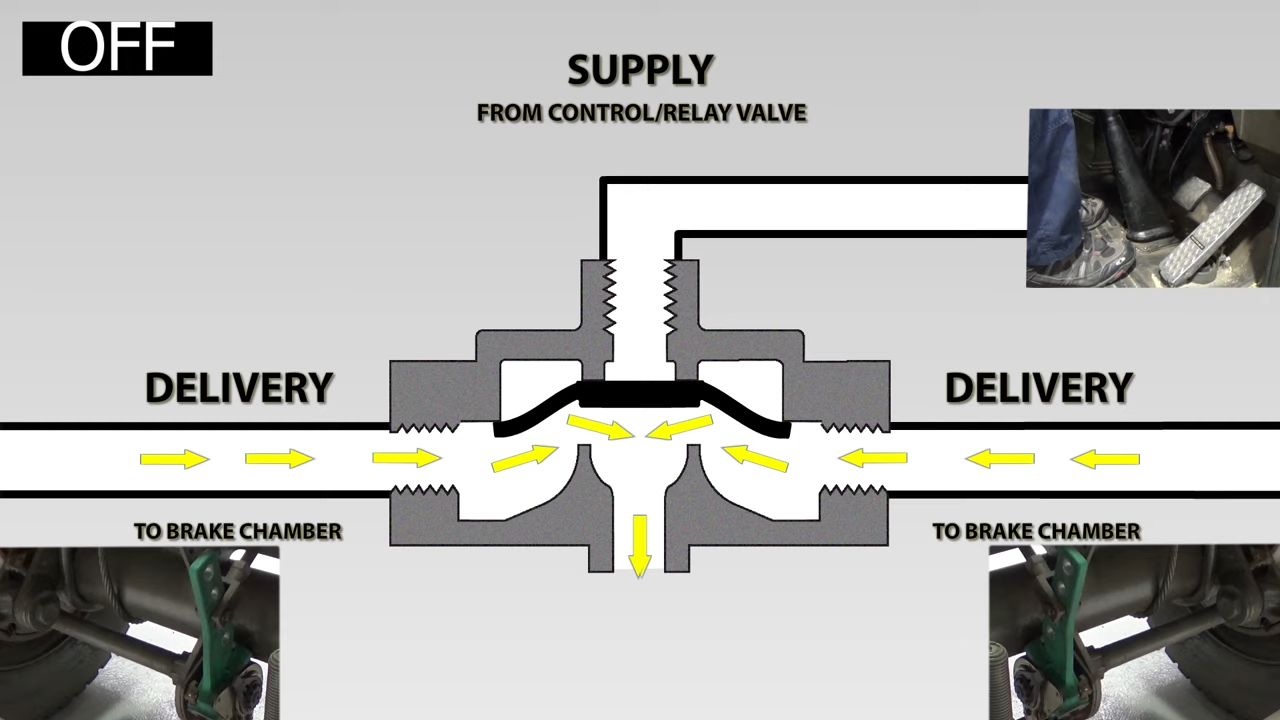 OFF
SUPPLY
FROM CONTROL/RELAY VALVE
DELIVERY
DELIVERY
TO BRAKE CHAMBER
TO BRAKE CHAMBER